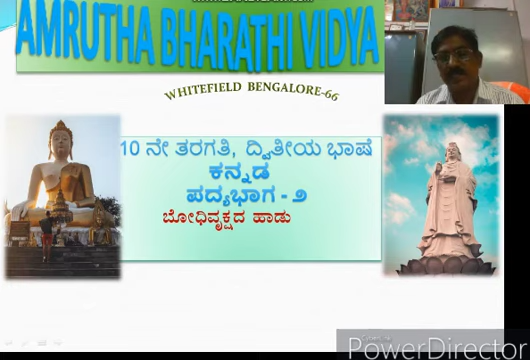 AMRUTHA BHARATHI VIDYA
WHITEFIELD BENGALORE-66
10 ನೇ ತರಗತಿ, ದ್ವಿತೀಯ ಭಾಷೆ
ಕನ್ನಡ
ಪದ್ಯಭಾಗ - ೨
ಬೋಧಿವೃಕ್ಷದ ಹಾಡು
PowerDirector